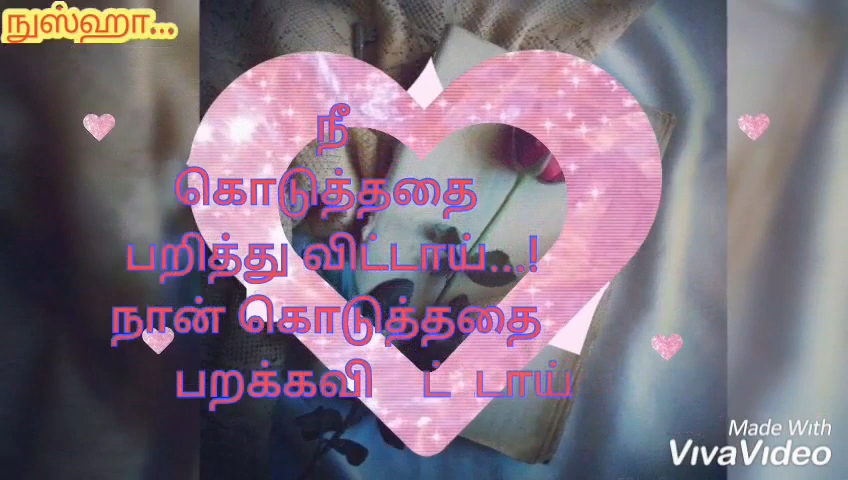 நுஸ்ஹா...
நீ
கொடுத்ததை
பறித்து விட்டாய்...!
நான் கொடுத்ததை
பறக்கவி ட் டாய்
Made With
VivaVideo